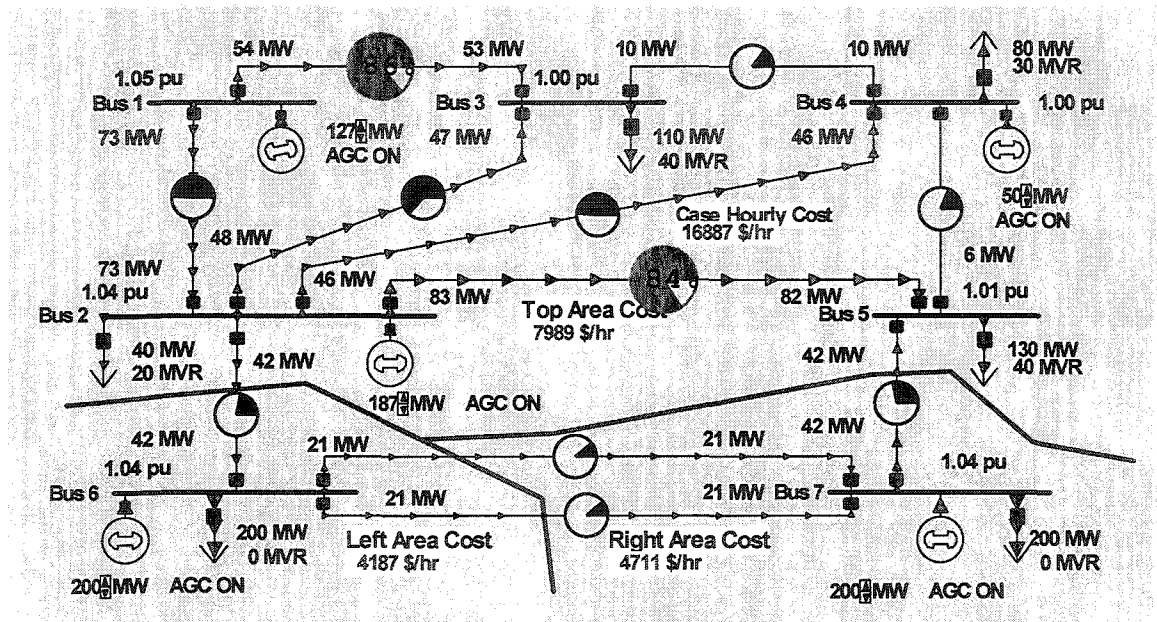 54 MW
86%
53 MW
10 MW
10 MW
80 MW
30 MVR
1.05 pu
1.00 pu
Bus 1
Bus 3
Bus 4
1.00 pu
73 MW
127 MW
AGC ON
47 MW
110 MW
40 MVR
46 MW
50 MW
AGC ON
Case Hourly Cost
16887 $/hr
48 MW
46 MW
6 MW
73 MW
1.04 pu
83 MW
84%
82 MW
1.01 pu
Bus 2
Top Area Cost
7989 $/hr
Bus 5
40 MW
20 MVR
42 MW
42 MW
130 MW
40 MVR
187 MW
AGC ON
42 MW
21 MW
21 MW
42 MW
1.04 pu
1.04 pu
Bus 6
21 MW
21 MW
Bus 7
200 MW
0 MVR
Left Area Cost
4187 $/hr
Right Area Cost
4711 $/hr
200 MW
0 MVR
200 MW
AGC ON
200 MW
AGC ON